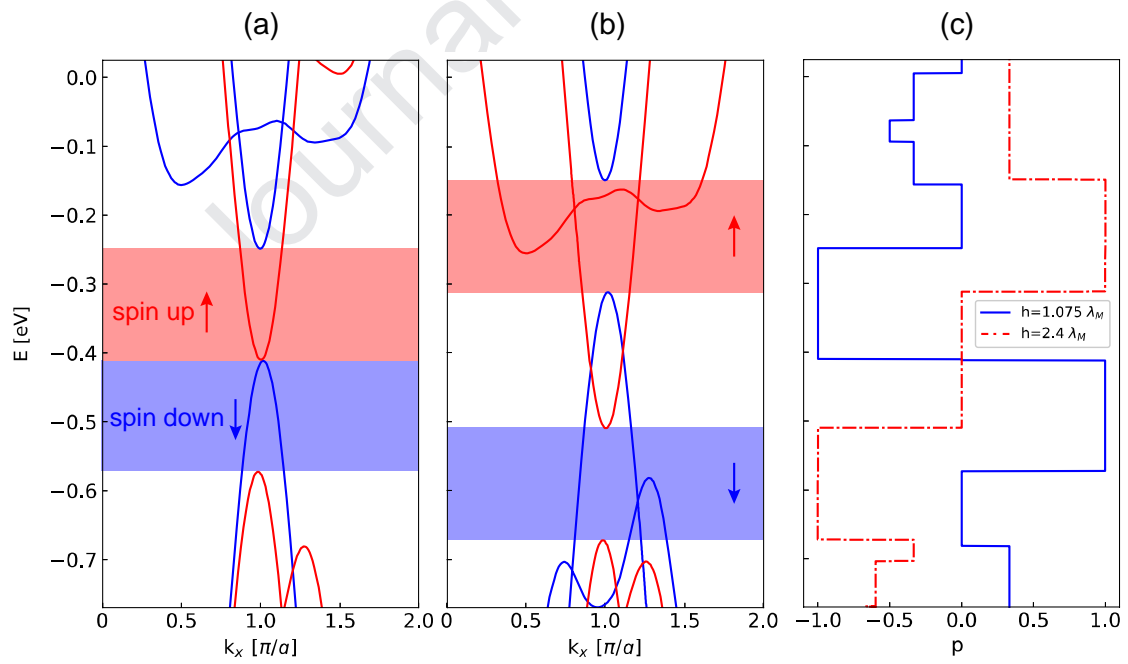 (a)
(b)
(c)
Journal
E [eV]
0.0
−0.1
−0.2
−0.3
−0.4
−0.5
−0.6
−0.7
spin up
spin down
0
0.5
1.0
1.5
2.0
k_x [π/a]
0
0.5
1.0
1.5
2.0
k_x [π/a]
h=1.075 λ_M
h=2.4 λ_M
−1.0
−0.5
0.0
0.5
1.0
p